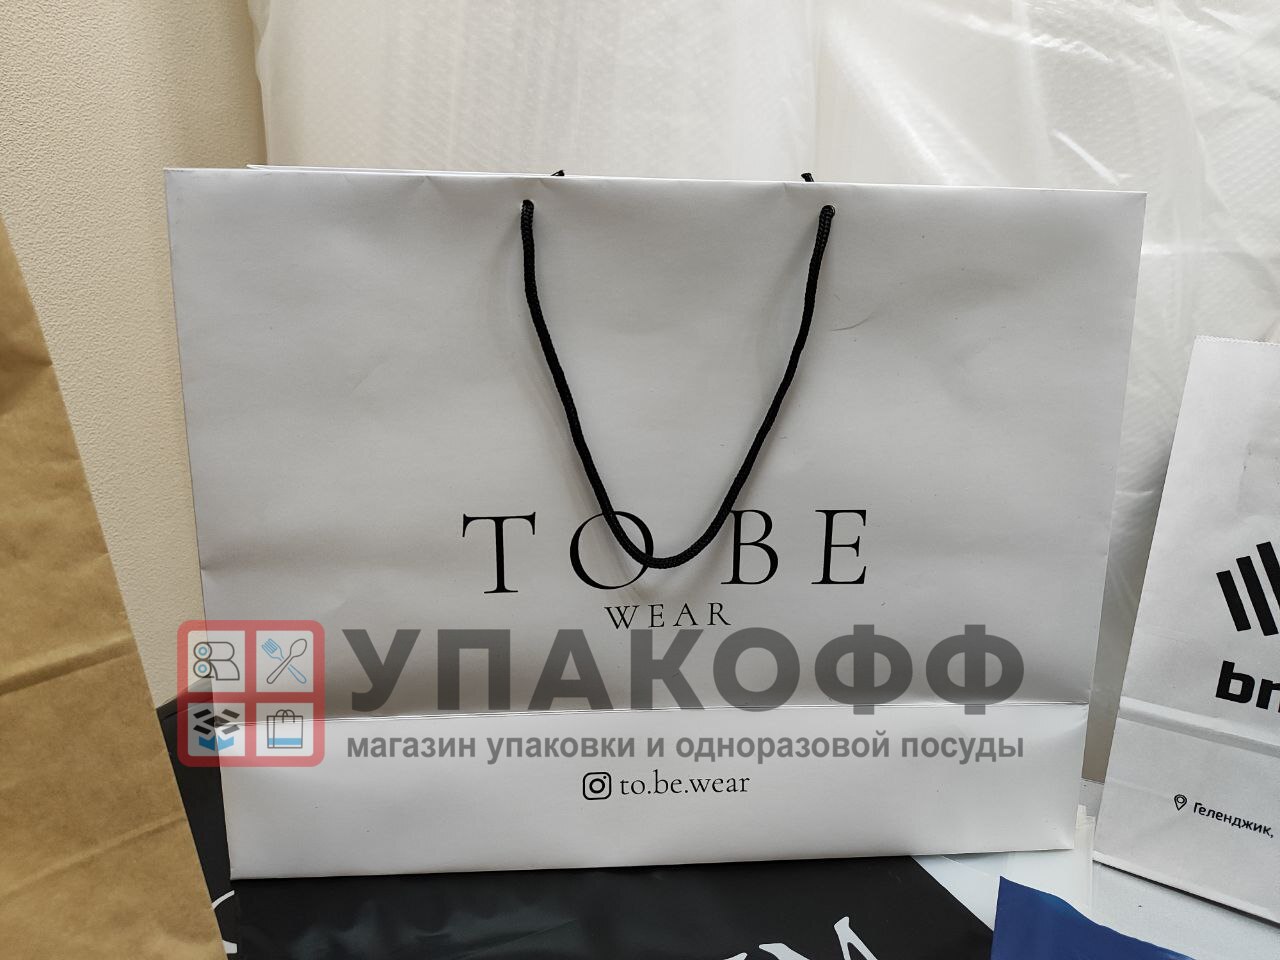 TO BE
WEAR
УПАКОФФ
магазин упаковки и одноразовой посуды
to.be.wear
Геленджик,